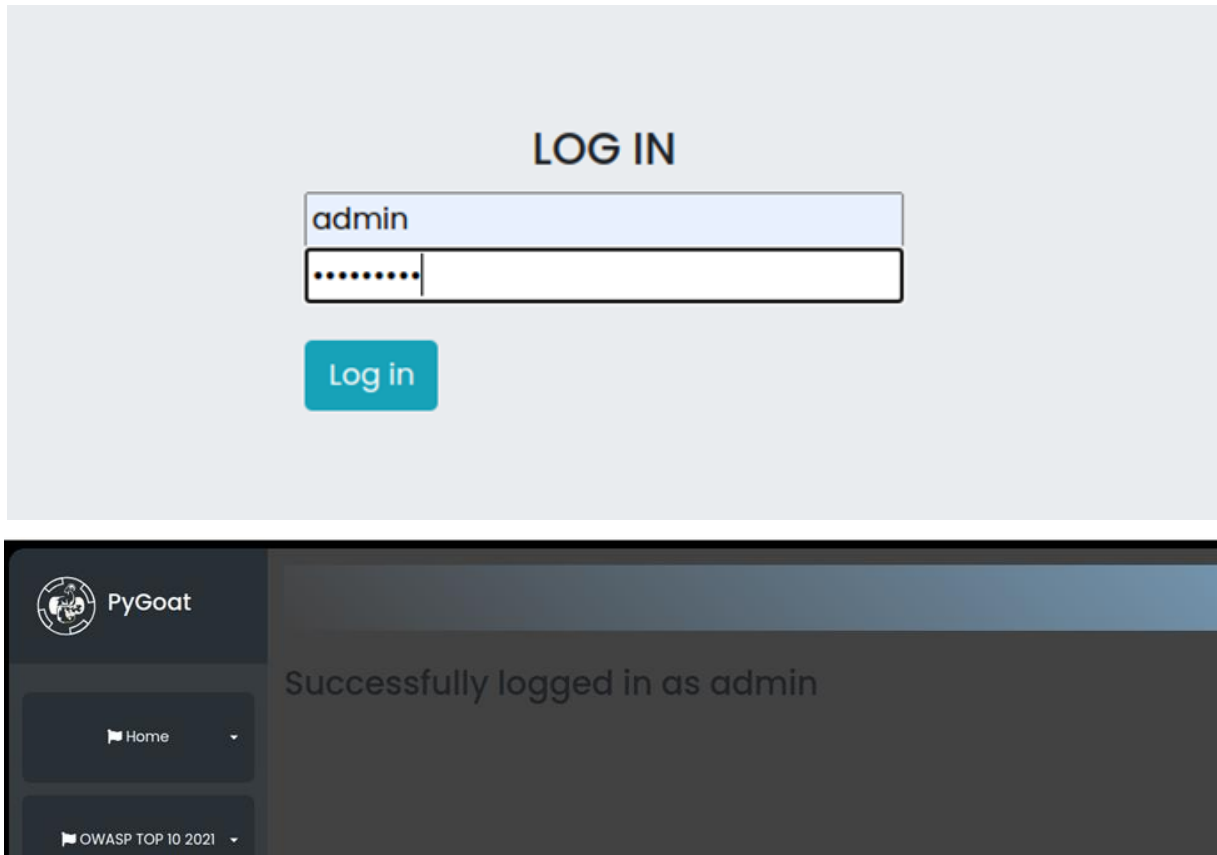 LOG IN
admin
•••••••••
Log in
PyGoat
Successfully logged in as admin
Home
OWASP TOP 10 2021